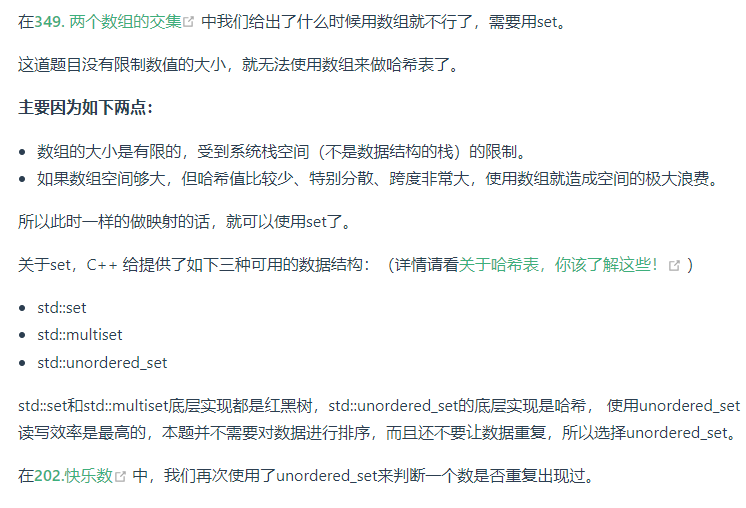 在349. 两个数组的交集 中我们给出了什么时候用数组就不行了，需要用set。
这道题目没有限制数值的大小，就无法使用数组来做哈希表了。
主要因为如下两点：
• 数组的大小是有限的，受到系统栈空间（不是数据结构的栈）的限制。
• 如果数组空间够大，但哈希值比较少、特别分散、跨度非常大，使用数组就造成空间的极大浪费。
所以此时一样的做映射的话，就可以使用set了。
关于set，C++ 给提供了如下三种可用的数据结构：（详情请看关于哈希表，你该了解这些！ ）
• std::set
• std::multiset
• std::unordered_set
std::set和std::multiset底层实现都是红黑树，std::unordered_set的底层实现是哈希， 使用unordered_set
读写效率是最高的，本题并不需要对数据进行排序，而且还不要让数据重复，所以选择unordered_set。
在202.快乐数 中，我们再次使用了unordered_set来判断一个数是否重复出现过。